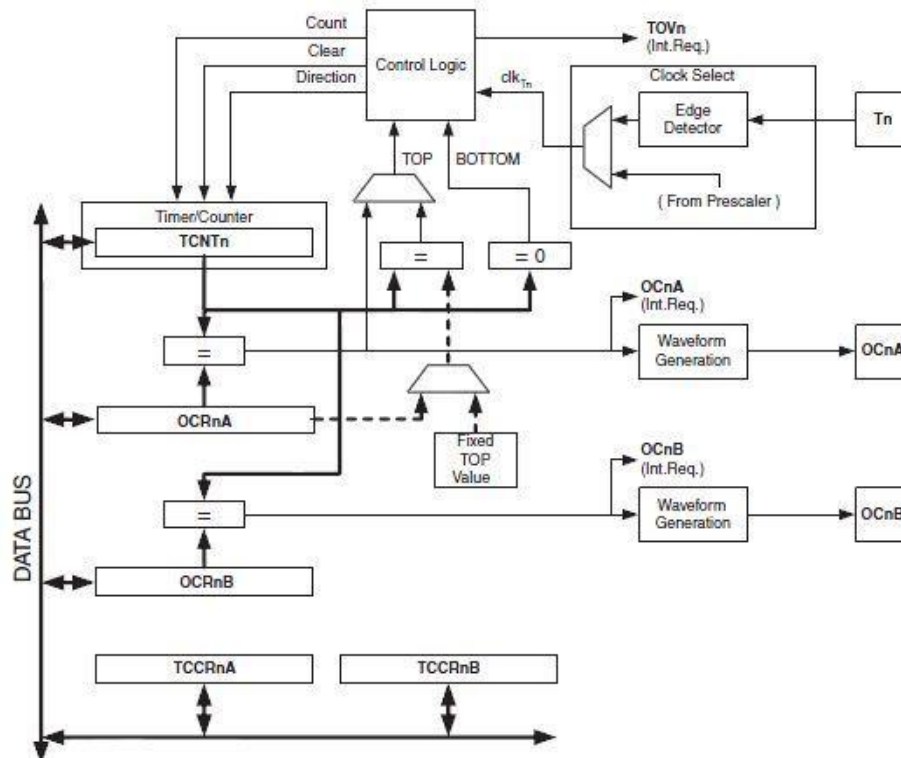 Count
Clear
Direction
Control Logic
TOVn
(Int.Req.)
clkTn
Clock Select
Edge
Detector
Tn
( From Prescaler )
TOP
BOTTOM
Timer/Counter
TCNTn
=
= 0
OCnA
(Int.Req.)
=
Waveform
Generation
OCnA
OCRnA
Fixed
TOP
Value
OCnB
(Int.Req.)
=
Waveform
Generation
OCnB
OCRnB
DATA BUS
TCCRnA
TCCRnB